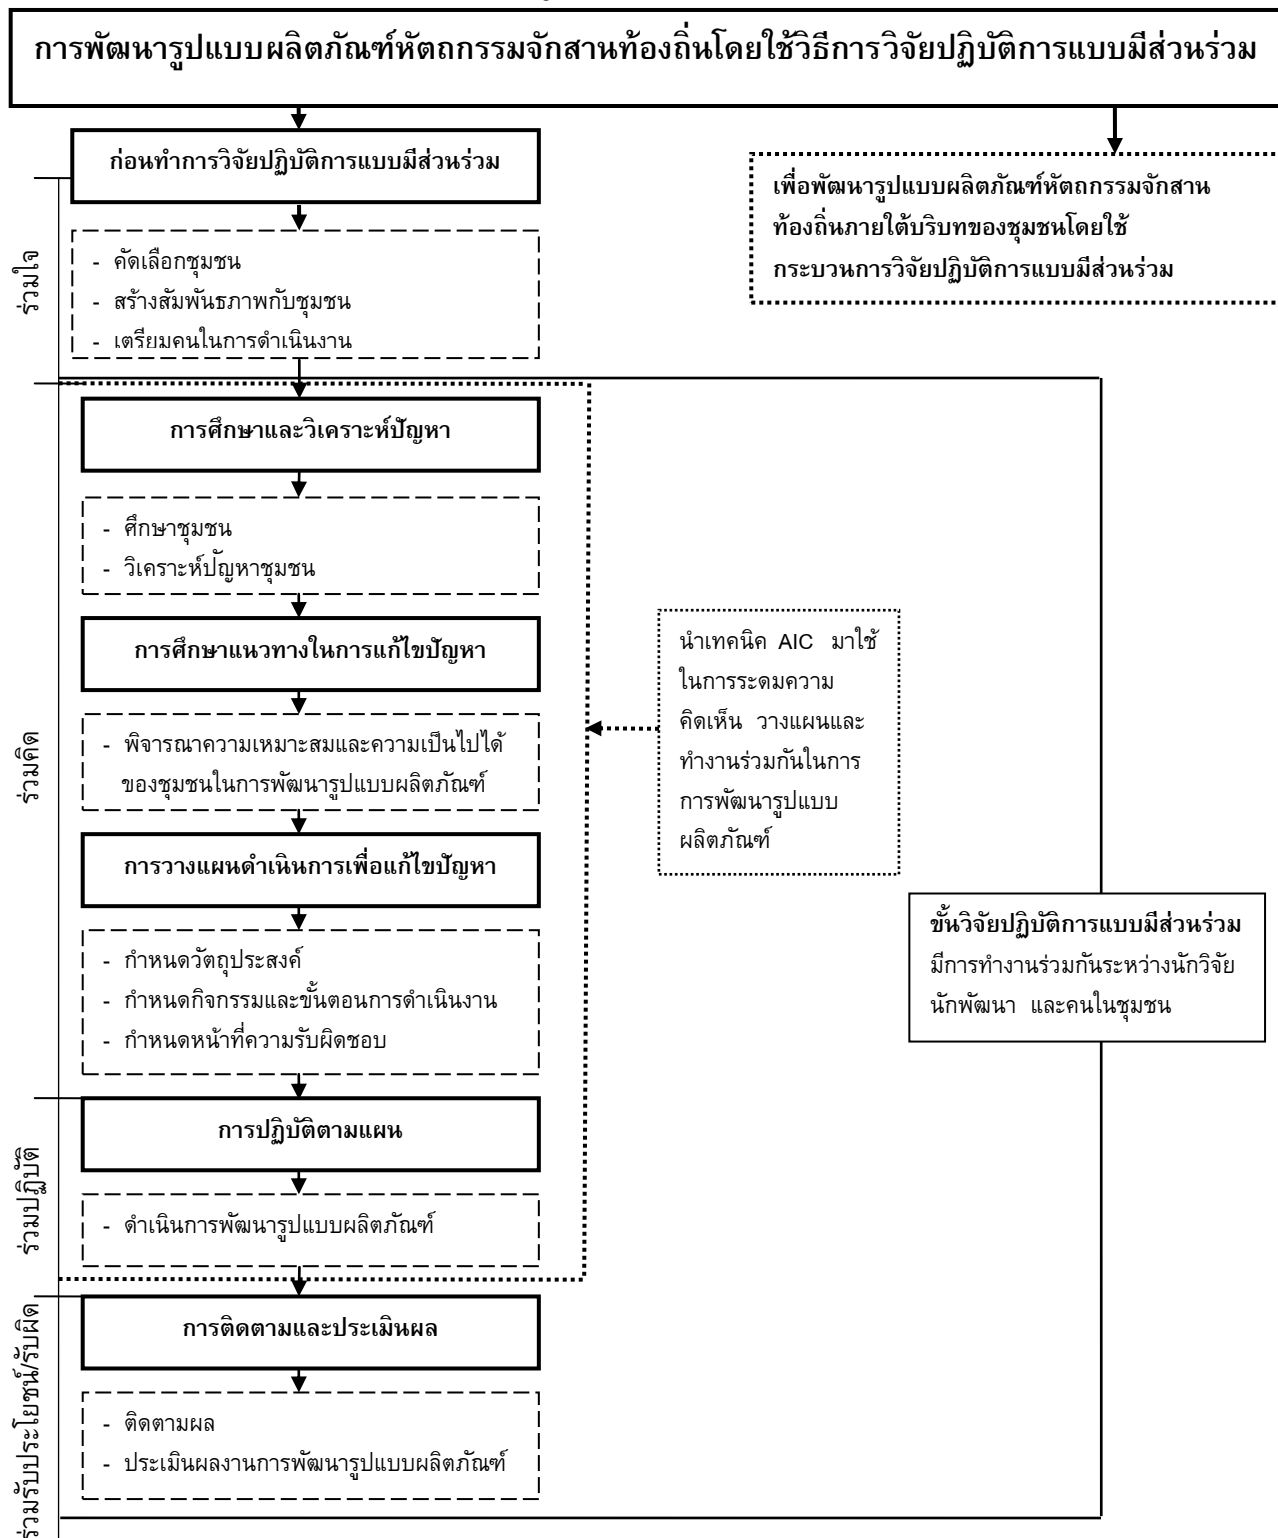 การพัฒนารูปแบบผลิตภัณฑ์หัตถกรรมจักสานท้องถิ่นโดยใช้วิธีการวิจัยปฏิบัติการแบบมีส่วนร่วม
ก่อนทำการวิจัยปฏิบัติการแบบมีส่วนร่วม
เพื่อพัฒนารูปแบบผลิตภัณฑ์หัตถกรรมจักสาน
ท้องถิ่นภายใต้บริบทของชุมชนโดยใช้
กระบวนการวิจัยปฏิบัติการแบบมีส่วนร่วม
ร่วมใจ
- คัดเลือกชุมชน
- สร้างสัมพันธภาพกับชุมชน
- เตรียมคนในการดำเนินงาน
การศึกษาและวิเคราะห์ปัญหา
- ศึกษาชุมชน
- วิเคราะห์ปัญหาชุมชน
การศึกษาแนวทางในการแก้ไขปัญหา
ร่วมคิด
- พิจารณาความเหมาะสมและความเป็นไปได้
ของชุมชนในการพัฒนารูปแบบผลิตภัณฑ์
นำเทคนิค AIC มาใช้
ในการระดมความ
คิดเห็น วางแผนและ
ทำงานร่วมกันในการ
การพัฒนารูปแบบ
ผลิตภัณฑ์
การวางแผนดำเนินการเพื่อแก้ไขปัญหา
ขั้นวิจัยปฏิบัติการแบบมีส่วนร่วม
มีการทำงานร่วมกันระหว่างนักวิจัย
นักพัฒนา และคนในชุมชน
- กำหนดวัตถุประสงค์
- กำหนดกิจกรรมและขั้นตอนการดำเนินงาน
- กำหนดหน้าที่ความรับผิดชอบ
การปฏิบัติตามแผน
ร่วมปฏิบัติ
- ดำเนินการพัฒนารูปแบบผลิตภัณฑ์
การติดตามและประเมินผล
ร่วมรับประโยชน์/รับผิด
- ติดตามผล
- ประเมินผลงานการพัฒนารูปแบบผลิตภัณฑ์